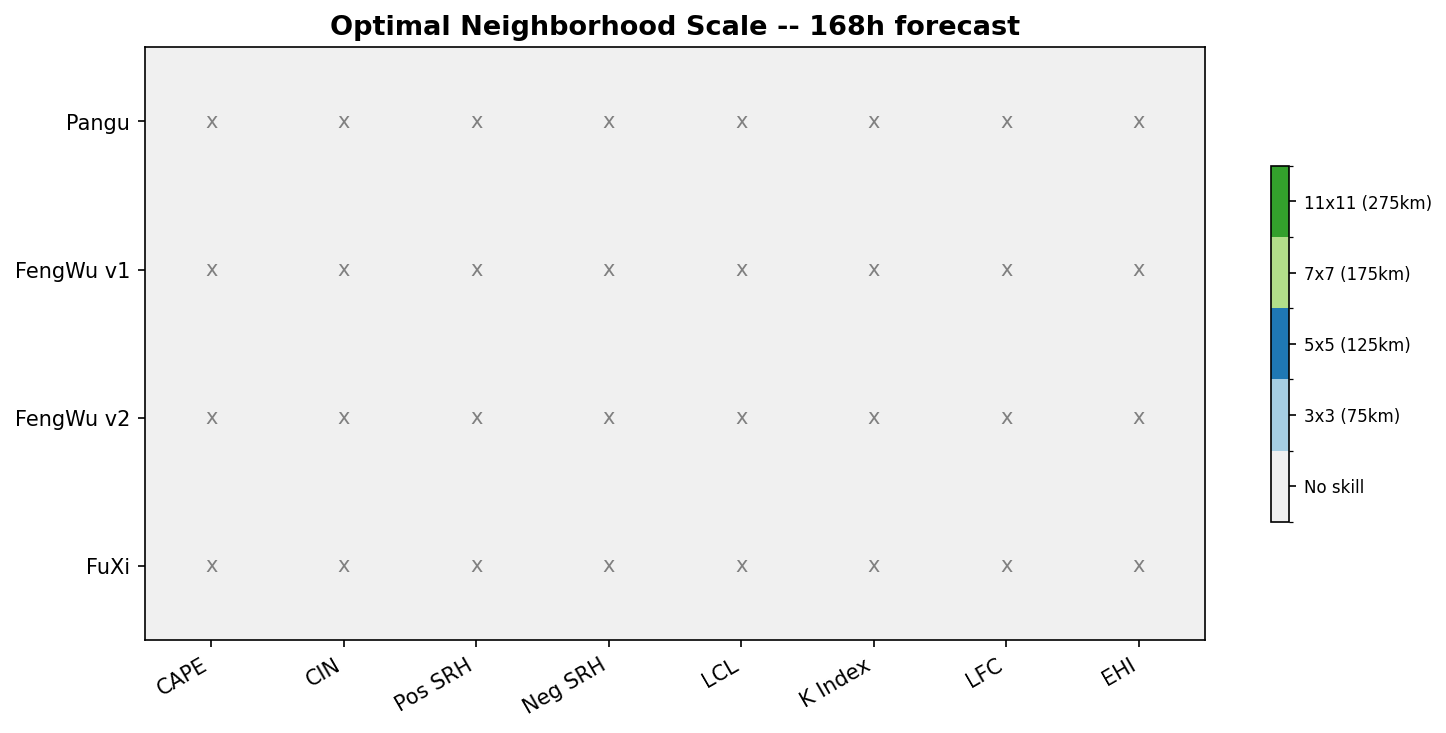 Optimal Neighborhood Scale -- 168h forecast
Pangu x x x x x x x x
FengWu v1 x x x x x x x x
FengWu v2 x x x x x x x x
FuXi x x x x x x x x
CAPE CIN Pos SRH Neg SRH LCL K Index LFC EHI
11x11 (275km)
7x7 (175km)
5x5 (125km)
3x3 (75km)
No skill